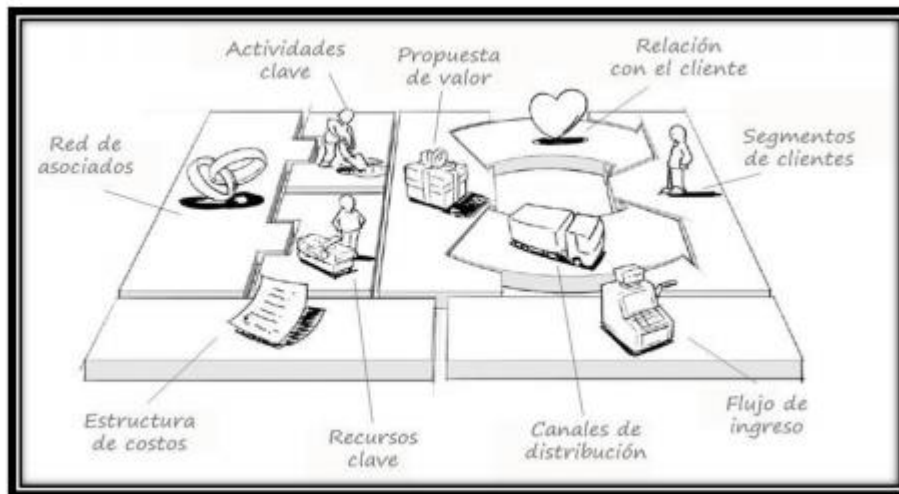 Actividades
clave
Propuesta
de valor
Relación
con el cliente
Red de
asociados
Segmentos
de clientes
Estructura
de costos
Recursos
clave
Canales de
distribución
Flujo de
ingreso